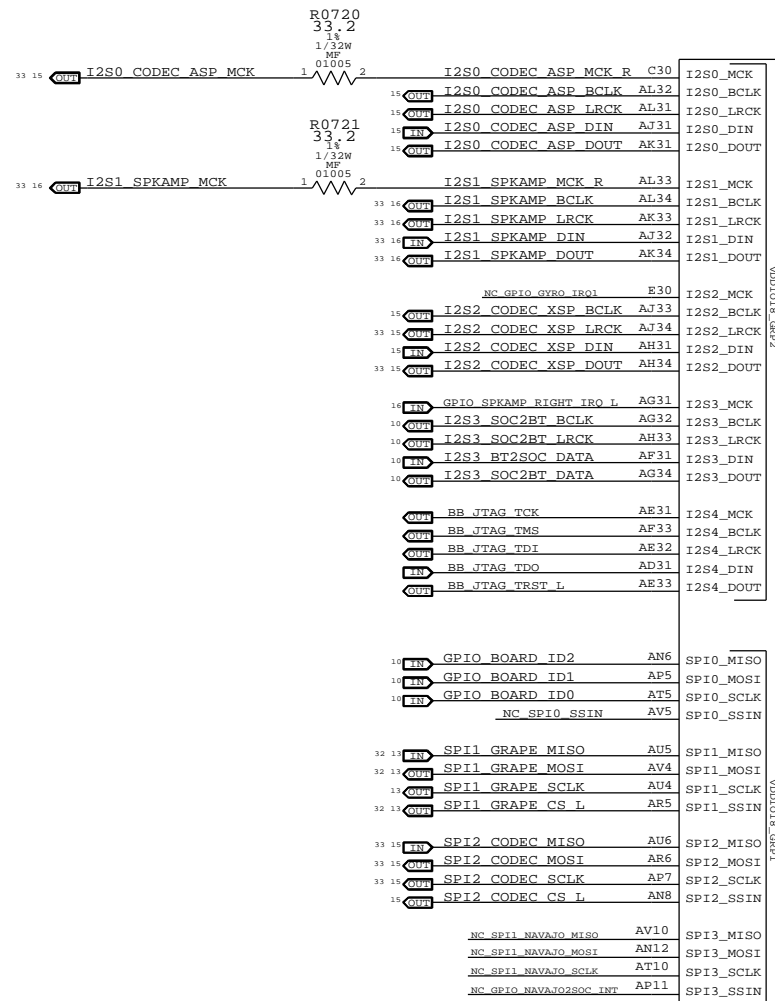 R0720
33.2
1%
1/32W
MF
01005
33 15 OUT I2S0_CODEC_ASP_MCK 1 2 I2S0_CODEC_ASP_MCK_R C30 I2S0_MCK
15 OUT I2S0_CODEC_ASP_BCLK AL32 I2S0_BCLK
15 OUT I2S0_CODEC_ASP_LRCK AL31 I2S0_LRCK
15 IN I2S0_CODEC_ASP_DIN AJ31 I2S0_DIN
15 OUT I2S0_CODEC_ASP_DOUT AK31 I2S0_DOUT
R0721
33.2
1%
1/32W
MF
01005
33 16 OUT I2S1_SPKAMP_MCK 1 2 I2S1_SPKAMP_MCK_R AL33 I2S1_MCK
33 16 OUT I2S1_SPKAMP_BCLK AL34 I2S1_BCLK
33 16 OUT I2S1_SPKAMP_LRCK AK33 I2S1_LRCK
33 16 IN I2S1_SPKAMP_DIN AJ32 I2S1_DIN
33 16 OUT I2S1_SPKAMP_DOUT AK34 I2S1_DOUT
VDDIO18_GRP2
NC_GPIO_GYRO_IRQ1 E30 I2S2_MCK
15 OUT I2S2_CODEC_XSP_BCLK AJ33 I2S2_BCLK
33 15 OUT I2S2_CODEC_XSP_LRCK AJ34 I2S2_LRCK
15 IN I2S2_CODEC_XSP_DIN AH31 I2S2_DIN
33 15 OUT I2S2_CODEC_XSP_DOUT AH34 I2S2_DOUT
16 IN GPIO_SPKAMP_RIGHT_IRQ_L AG31 I2S3_MCK
10 OUT I2S3_SOC2BT_BCLK AG32 I2S3_BCLK
10 OUT I2S3_SOC2BT_LRCK AH33 I2S3_LRCK
10 IN I2S3_BT2SOC_DATA AF31 I2S3_DIN
10 OUT I2S3_SOC2BT_DATA AG34 I2S3_DOUT
OUT BB_JTAG_TCK AE31 I2S4_MCK
OUT BB_JTAG_TMS AF33 I2S4_BCLK
OUT BB_JTAG_TDI AE32 I2S4_LRCK
IN BB_JTAG_TDO AD31 I2S4_DIN
OUT BB_JTAG_TRST_L AE33 I2S4_DOUT
10 IN GPIO_BOARD_ID2 AN6 SPI0_MISO
10 IN GPIO_BOARD_ID1 AP5 SPI0_MOSI
10 IN GPIO_BOARD_ID0 AT5 SPI0_SCLK
NC_SPI0_SSIN AV5 SPI0_SSIN
32 13 IN SPI1_GRAPE_MISO AU5 SPI1_MISO
32 13 OUT SPI1_GRAPE_MOSI AV4 SPI1_MOSI
13 OUT SPI1_GRAPE_SCLK AU4 SPI1_SCLK
32 13 OUT SPI1_GRAPE_CS_L AR5 SPI1_SSIN
VDDIO18_GRP1
33 15 IN SPI2_CODEC_MISO AU6 SPI2_MISO
33 15 OUT SPI2_CODEC_MOSI AR6 SPI2_MOSI
33 15 OUT SPI2_CODEC_SCLK AP7 SPI2_SCLK
15 OUT SPI2_CODEC_CS_L AN8 SPI2_SSIN
NC_SPI1_NAVAJO_MISO AV10 SPI3_MISO
NC_SPI1_NAVAJO_MOSI AN12 SPI3_MOSI
NC_SPI1_NAVAJO_SCLK AT10 SPI3_SCLK
NC_GPIO_NAVAJO2SOC_INT AP11 SPI3_SSIN